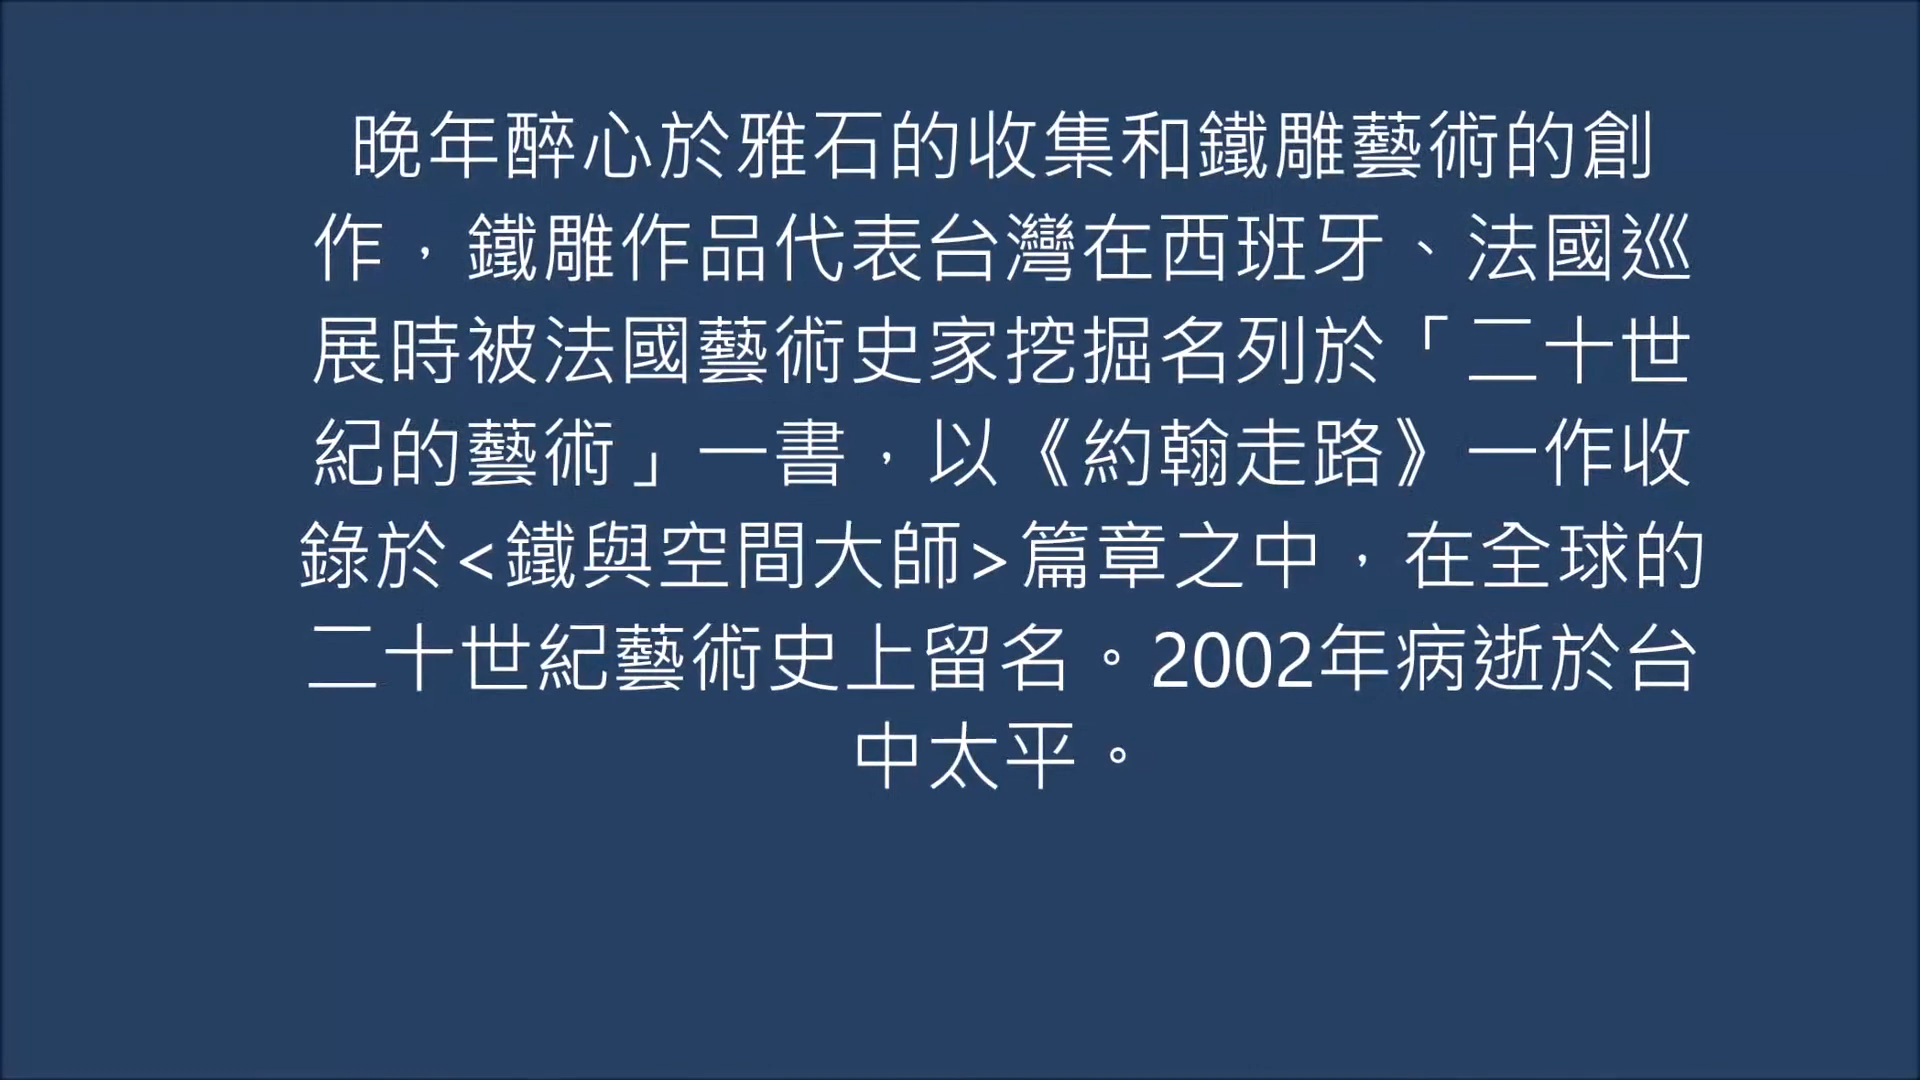 晚年醉心於雅石的收集和鐵雕藝術的創
作，鐵雕作品代表台灣在西班牙、法國巡
展時被法國藝術史家挖掘名列於「二十世
紀的藝術」一書，以《約翰走路》一作收
錄於<鐵與空間大師>篇章之中，在全球的
二十世紀藝術史上留名。2002年病逝於台
中太平。